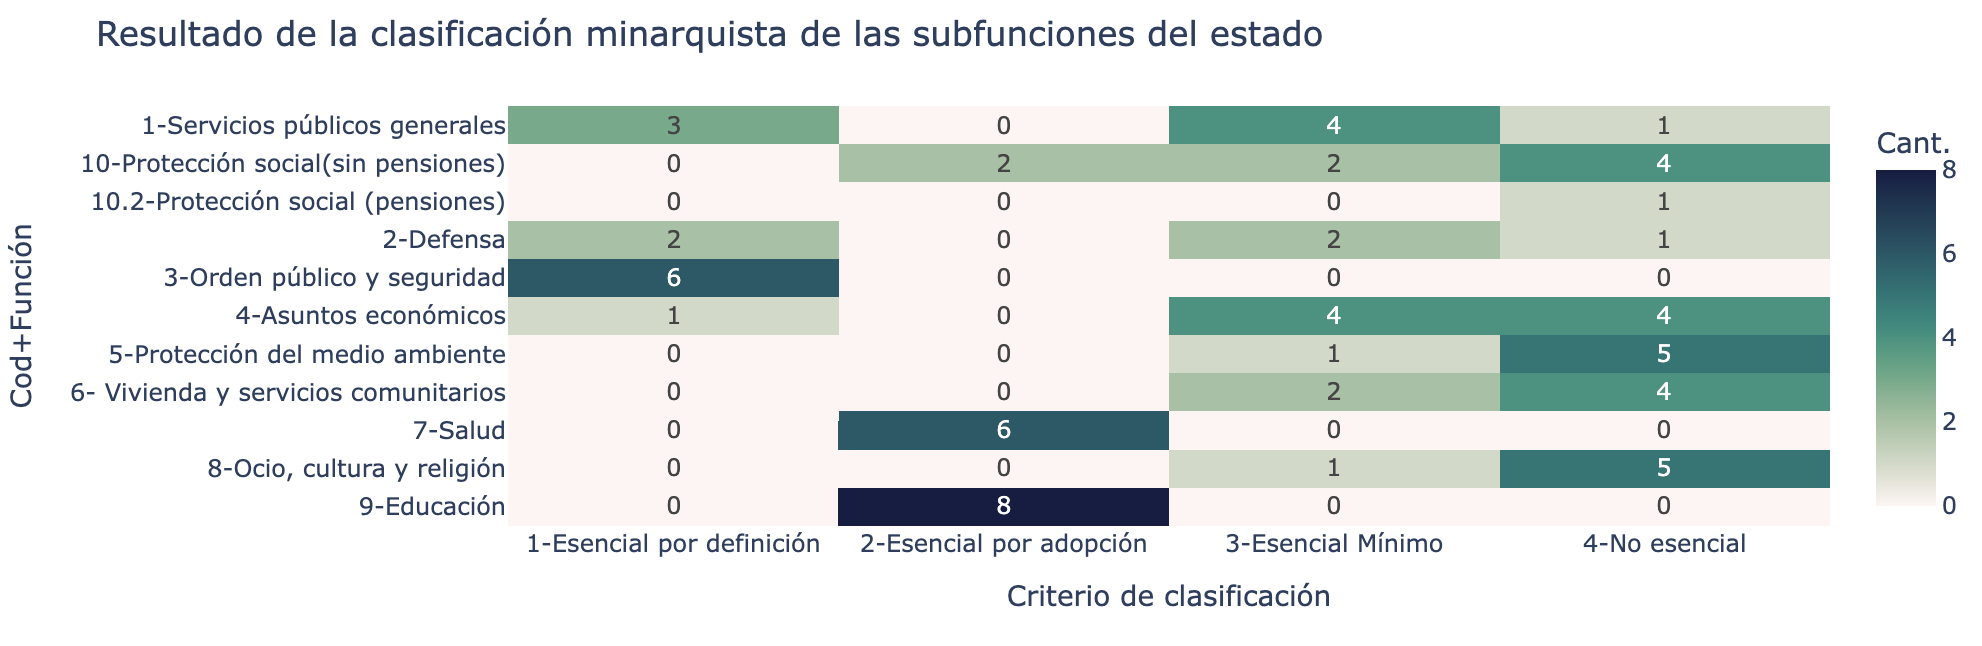 Resultado de la clasificación minarquista de las subfunciones del estado
Cod+Función
1-Servicios públicos generales 3 0 4 1
10-Protección social(sin pensiones) 0 2 2 4
10.2-Protección social (pensiones) 0 0 0 1
2-Defensa 2 0 2 1
3-Orden público y seguridad 6 0 0 0
4-Asuntos económicos 1 0 4 4
5-Protección del medio ambiente 0 0 1 5
6- Vivienda y servicios comunitarios 0 0 2 4
7-Salud 0 6 0 0
8-Ocio, cultura y religión 0 0 1 5
9-Educación 0 8 0 0
1-Esencial por definición 2-Esencial por adopción 3-Esencial Mínimo 4-No esencial
Criterio de clasificación
Cant.
8
6
4
2
0